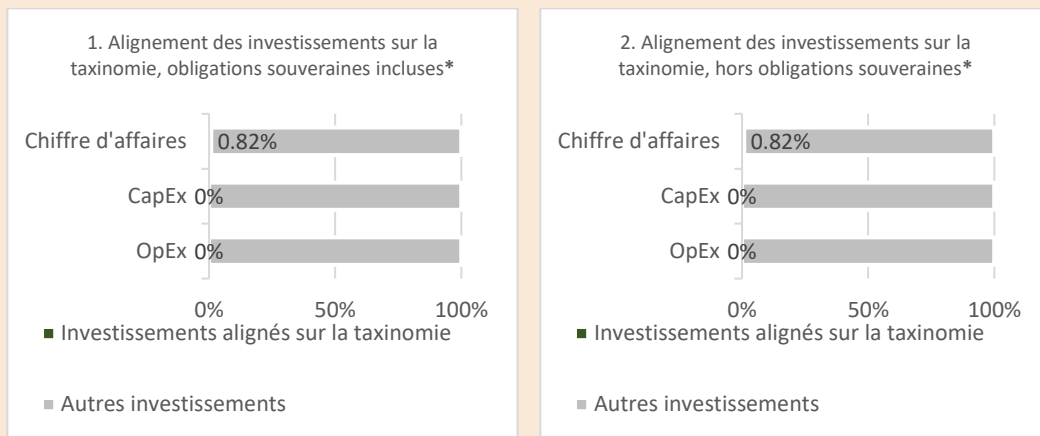 1. Alignement des investissements sur la
taxinomie, obligations souveraines incluses*
Chiffre d'affaires
0.82%
CapEx
0%
OpEx
0%
0%
50%
100%
Investissements alignés sur la taxinomie
Autres investissements
2. Alignement des investissements sur la
taxinomie, hors obligations souveraines*
Chiffre d'affaires
0.82%
CapEx
0%
OpEx
0%
0%
50%
100%
Investissements alignés sur la taxinomie
Autres investissements